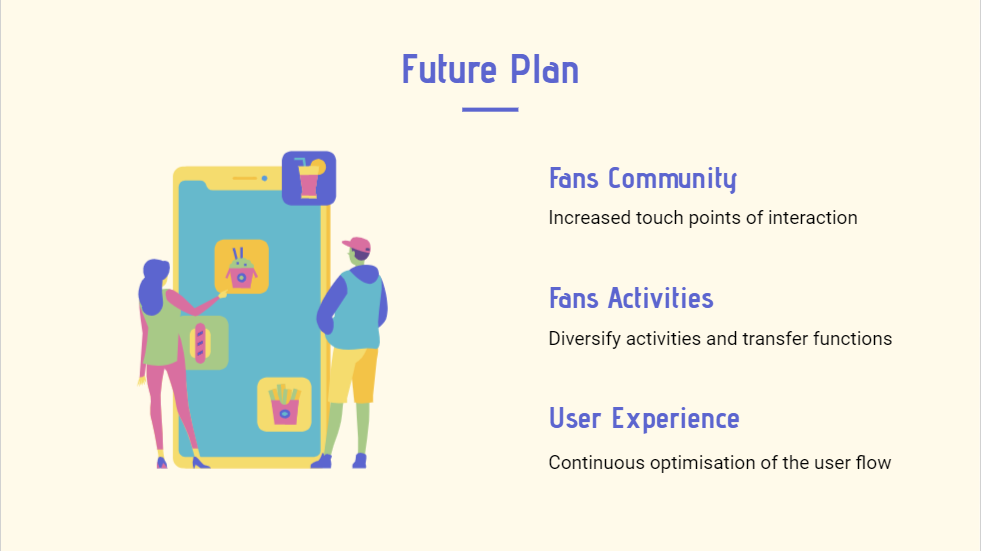 Future Plan
Fans Community
Increased touch points of interaction
Fans Activities
Diversify activities and transfer functions
User Experience
Continuous optimisation of the user flow